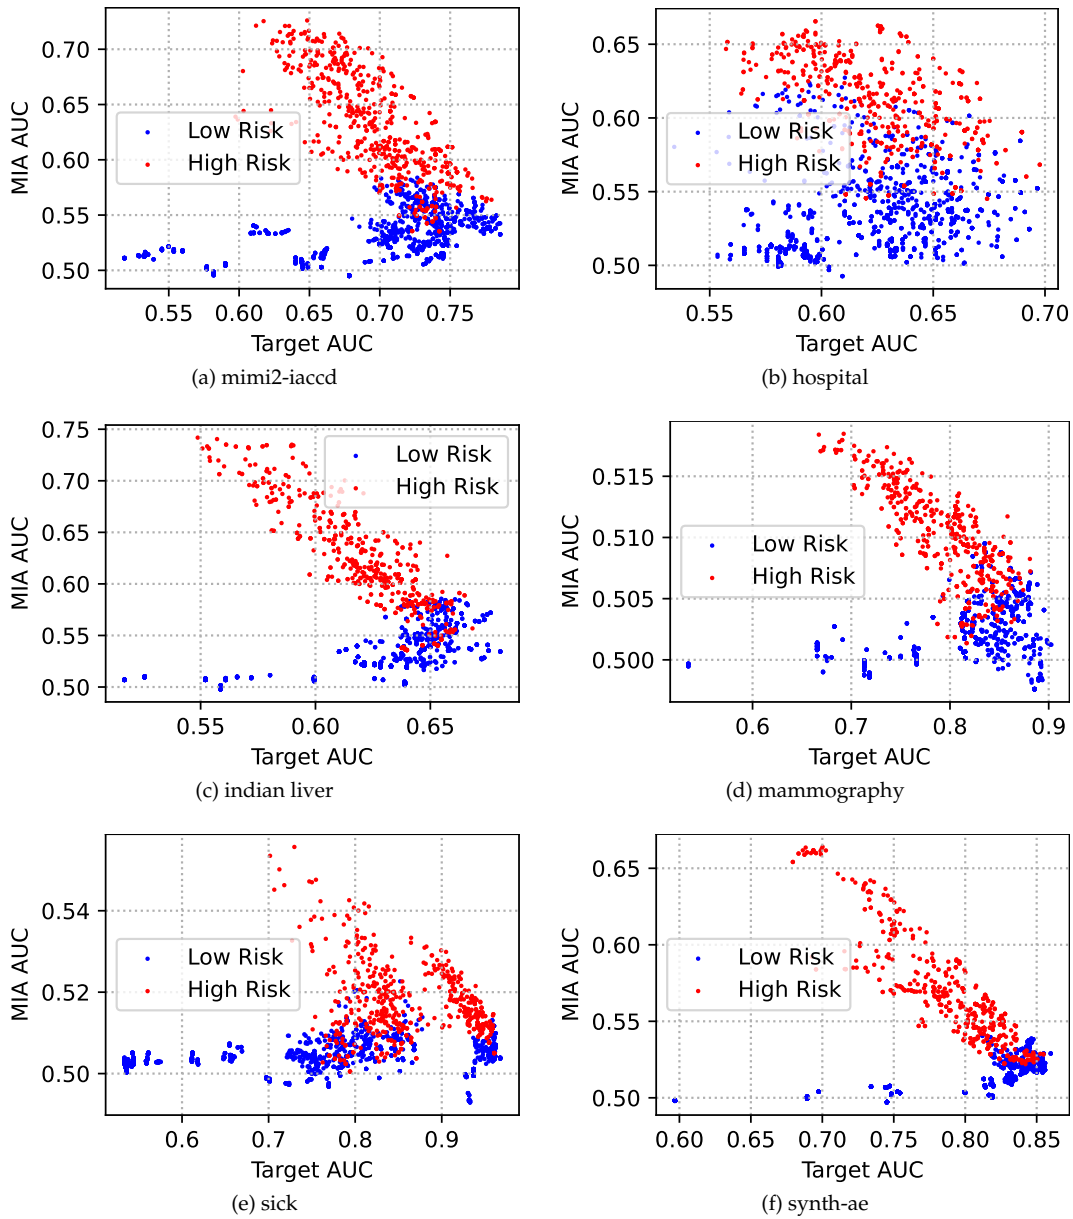 0.70
0.65
0.60
0.55
0.50
MIA AUC
Low Risk
High Risk
0.55 0.60 0.65 0.70 0.75
Target AUC
(a) mimi2-iaccd
0.65
0.60
0.55
0.50
MIA AUC
Low Risk
High Risk
0.55 0.60 0.65 0.70
Target AUC
(b) hospital
0.75
0.70
0.65
0.60
0.55
0.50
MIA AUC
Low Risk
High Risk
0.55 0.60 0.65
Target AUC
(c) indian liver
0.515
0.510
0.505
0.500
MIA AUC
Low Risk
High Risk
0.6 0.7 0.8 0.9
Target AUC
(d) mammography
0.54
0.52
0.50
MIA AUC
Low Risk
High Risk
0.6 0.7 0.8 0.9
Target AUC
(e) sick
0.65
0.60
0.55
0.50
MIA AUC
Low Risk
High Risk
0.60 0.65 0.70 0.75 0.80 0.85
Target AUC
(f) synth-ae